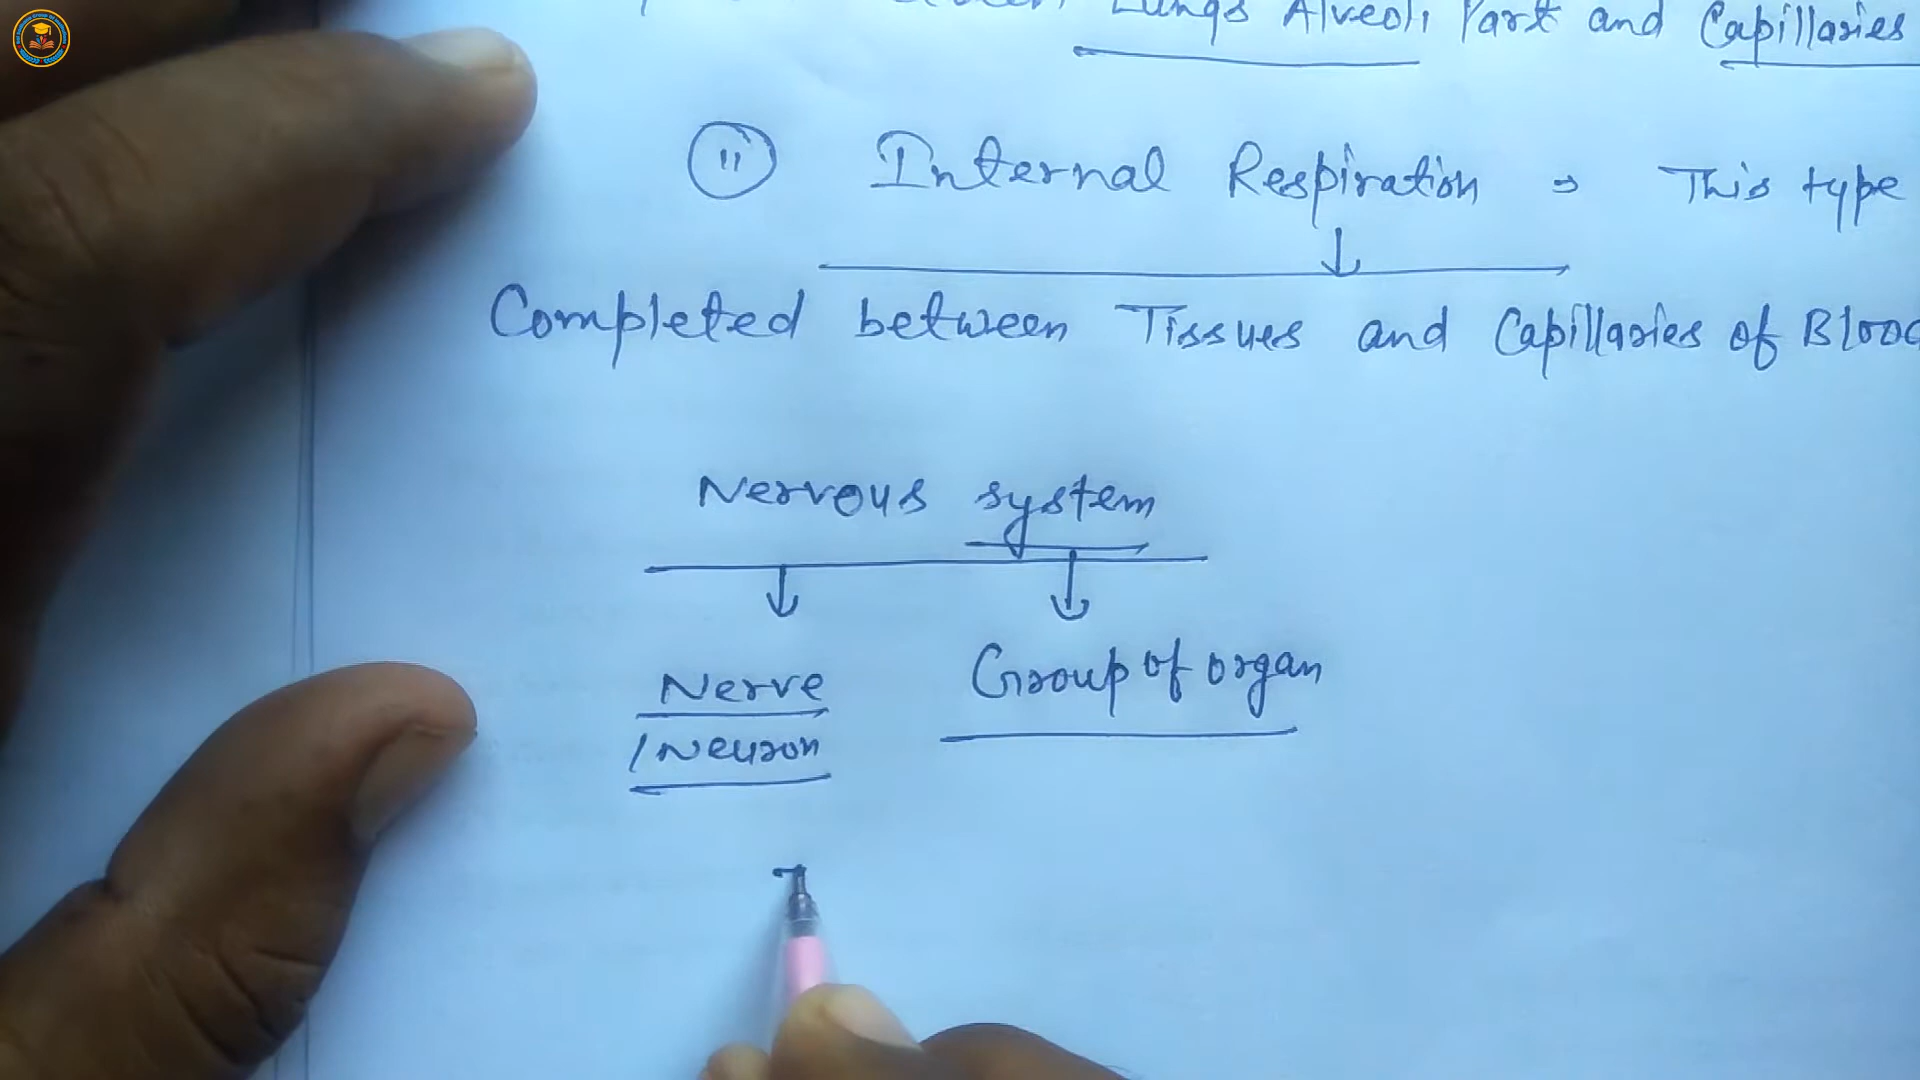 Lungs Alveoli Part and Capillaries
(ii) Internal Respiration ⇒ This type
↓
Completed between Tissues and Capillaries of Blood
Nervous system
↓ ↓
Nerve Group of organ
/Neuron